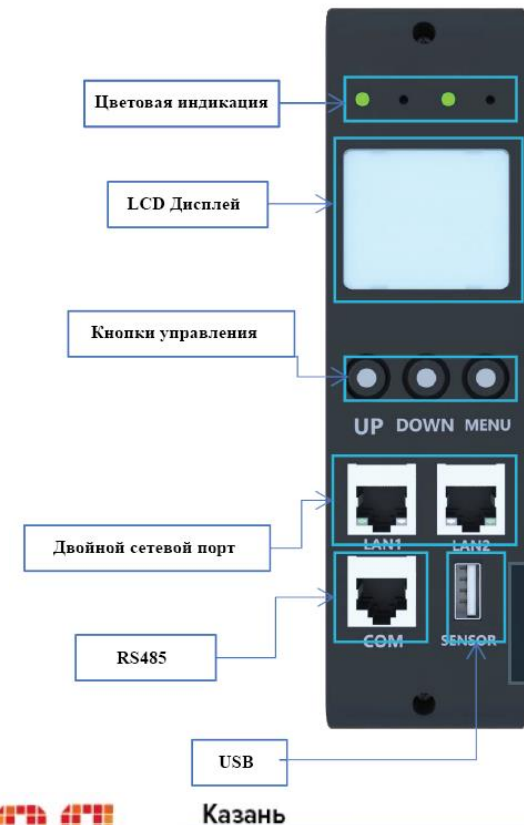 Цветовая индикация
LCD Дисплей
Кнопки управления
UP DOWN MENU
Двойной сетевой порт
LAN1 LAN2
RS485
COM SENSOR
USB
Казань